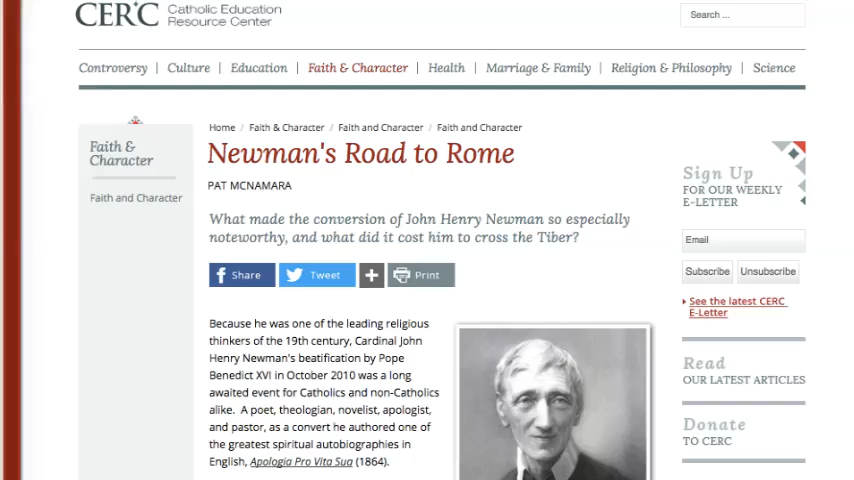 CERC Catholic Education
Resource Center
Search ...
Controversy | Culture | Education | Faith & Character | Health | Marriage & Family | Religion & Philosophy | Science
Faith &
Character
Faith and Character
Home / Faith & Character / Faith and Character / Faith and Character
Newman's Road to Rome
PAT MCNAMARA
What made the conversion of John Henry Newman so especially
noteworthy, and what did it cost him to cross the Tiber?
Share Tweet + Print
Because he was one of the leading religious
thinkers of the 19th century, Cardinal John
Henry Newman's beatification by Pope
Benedict XVI in October 2010 was a long
awaited event for Catholics and non-Catholics
alike. A poet, theologian, novelist, apologist,
and pastor, as a convert he authored one of
the greatest spiritual autobiographies in
English, Apologia Pro Vita Sua (1864).
Sign Up
FOR OUR WEEKLY
E-LETTER
Email
Subscribe Unsubscribe
See the latest CERC
E-Letter
Read
OUR LATEST ARTICLES
Donate
TO CERC